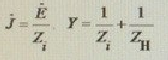 J̇ = Ė / Z_i   Y = 1 / Z_i + 1 / Z_H